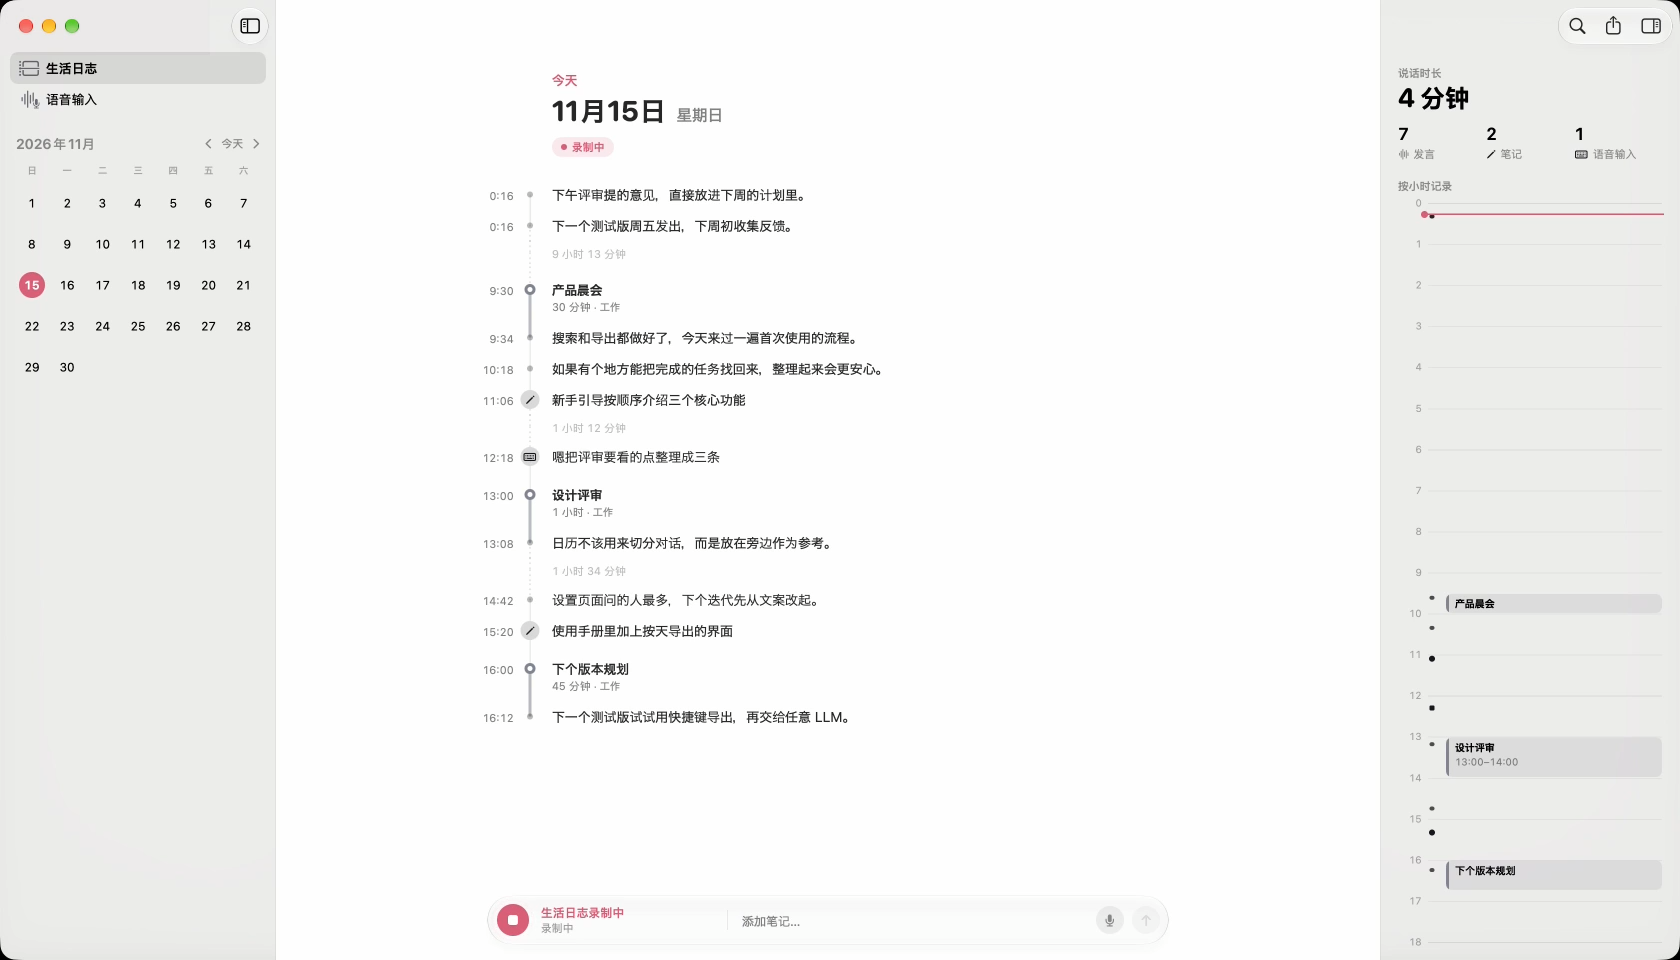 生活日志
语音输入
2026年11月
今天
日 一 二 三 四 五 六
1 2 3 4 5 6 7
8 9 10 11 12 13 14
15 16 17 18 19 20 21
22 23 24 25 26 27 28
29 30
今天
11月15日 星期日
录制中
0:16 下午评审提的意见，直接放进下周的计划里。
0:16 下一个测试版周五发出，下周初收集反馈。
9 小时 13 分钟
9:30 产品晨会
30 分钟 · 工作
9:34 搜索和导出都做好了，今天来过一遍首次使用的流程。
10:18 如果有个地方能把完成的任务找回来，整理起来会更安心。
11:06 新手引导按顺序介绍三个核心功能
1 小时 12 分钟
12:18 嗯把评审要看的点整理成三条
13:00 设计评审
1 小时 · 工作
13:08 日历不该用来切分对话，而是放在旁边作为参考。
1 小时 34 分钟
14:42 设置页面问的人最多，下个迭代先从文案改起。
15:20 使用手册里加上按天导出的界面
16:00 下个版本规划
45 分钟 · 工作
16:12 下一个测试版试试用快捷键导出，再交给任意 LLM。
生活日志录制中
录制中
添加笔记...
说话时长
4 分钟
7 2 1
发言 笔记 语音输入
按小时记录
0
1
2
3
4
5
6
7
8
9
产品晨会
10
11
12
13
设计评审
13:00–14:00
14
15
16
下个版本规划
17
18